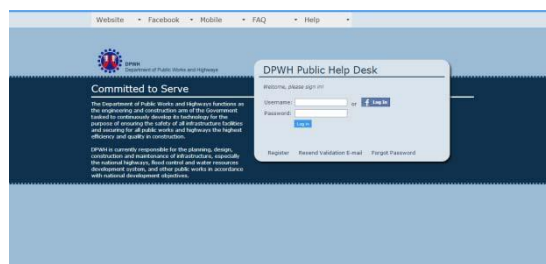 Website Facebook Mobile FAQ Help
DPWH
Department of Public Works and Highways
DPWH Public Help Desk
Welcome, please sign in!
Username: or Log In
Password:
Log In
Register Resend Validation E-mail Forgot Password
Committed to Serve
The Department of Public Works and Highways functions as
the engineering and construction arm of the Government
tasked to continuously develop its technology for the
purpose of ensuring the safety of all infrastructure facilities
and securing for all public works and highways the highest
efficiency and quality in construction.
DPWH is currently responsible for the planning, design,
construction and maintenance of infrastructure, especially
the national highways, flood control and water resources
development system, and other public works in accordance
with national development objectives.